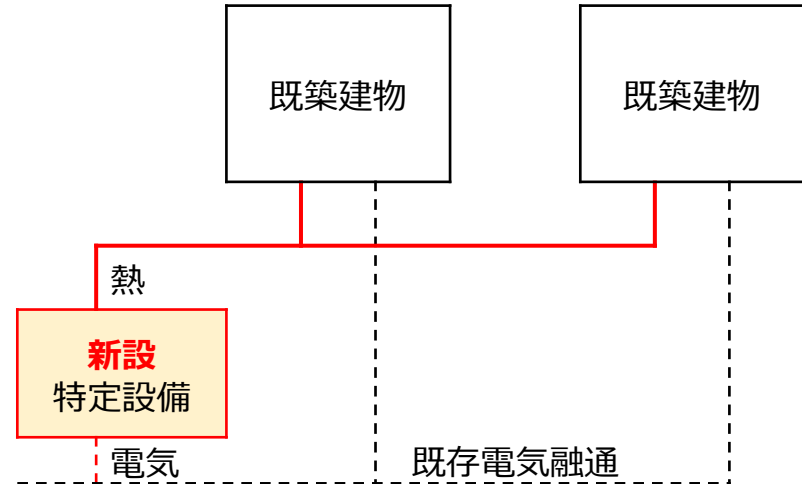 既築建物
既築建物
熱
新設
特定設備
電気
既存電気融通